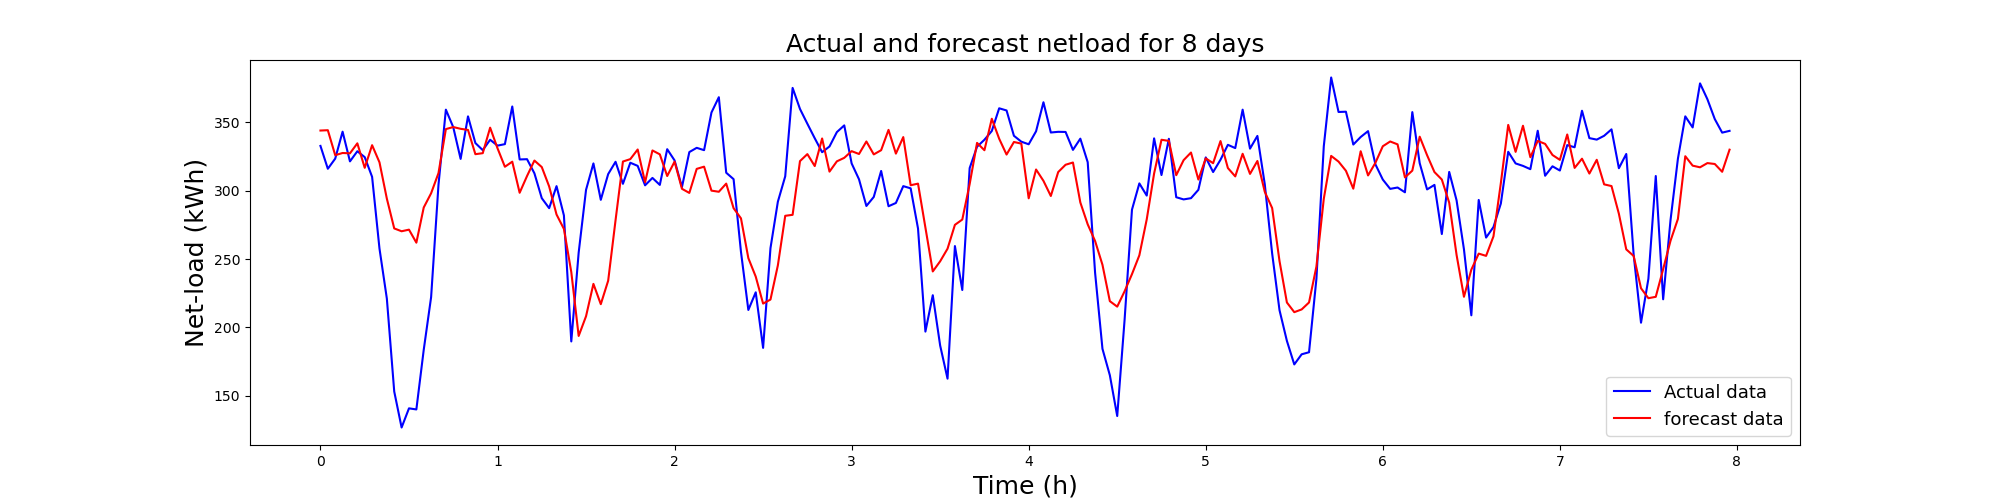 Actual and forecast netload for 8 days
Net-load (kWh)
350
300
250
200
150
0 1 2 3 4 5 6 7 8
Time (h)
Actual data
forecast data